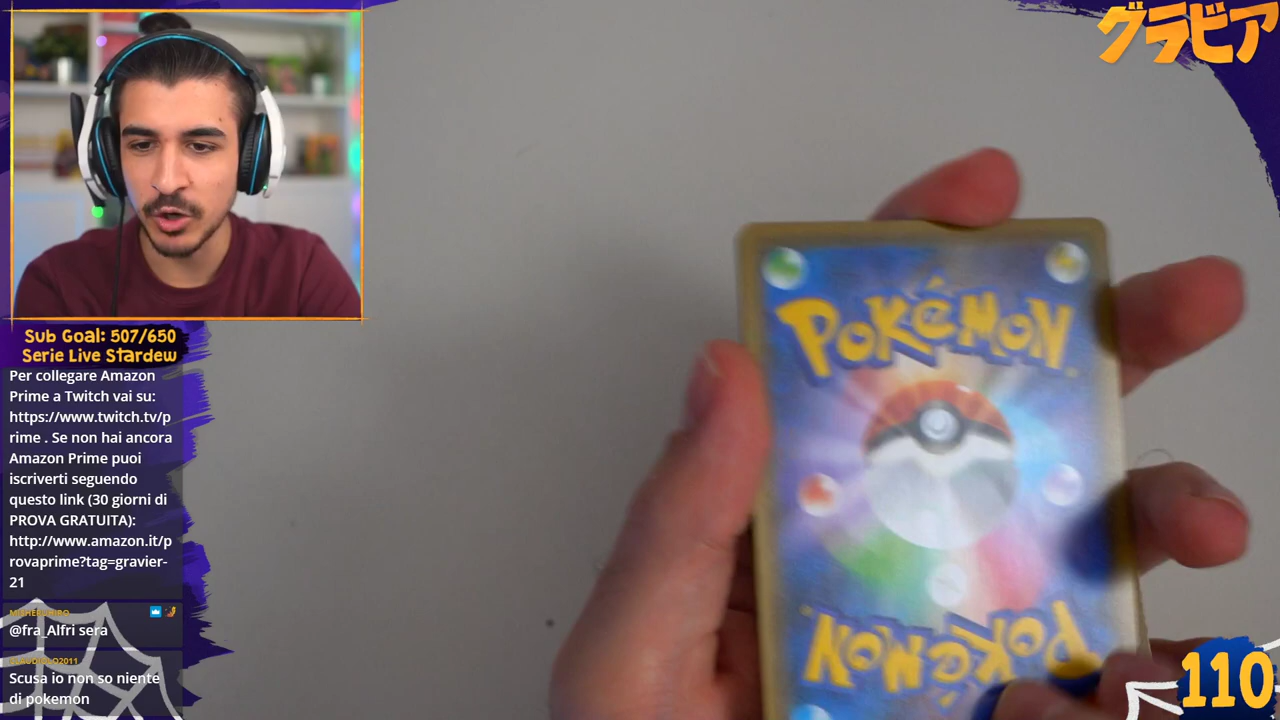 グラビア
POKéMON
POKéMON
Sub Goal: 507/650
Serie Live Stardew
Per collegare Amazon
Prime a Twitch vai su:
https://www.twitch.tv/p
rime . Se non hai ancora
Amazon Prime puoi
iscriverti seguendo
questo link (30 giorni di
PROVA GRATUITA):
http://www.amazon.it/p
rovaprime?tag=gravier-
21
@fra_Alfri sera
Scusa io non so niente
di pokemon
110